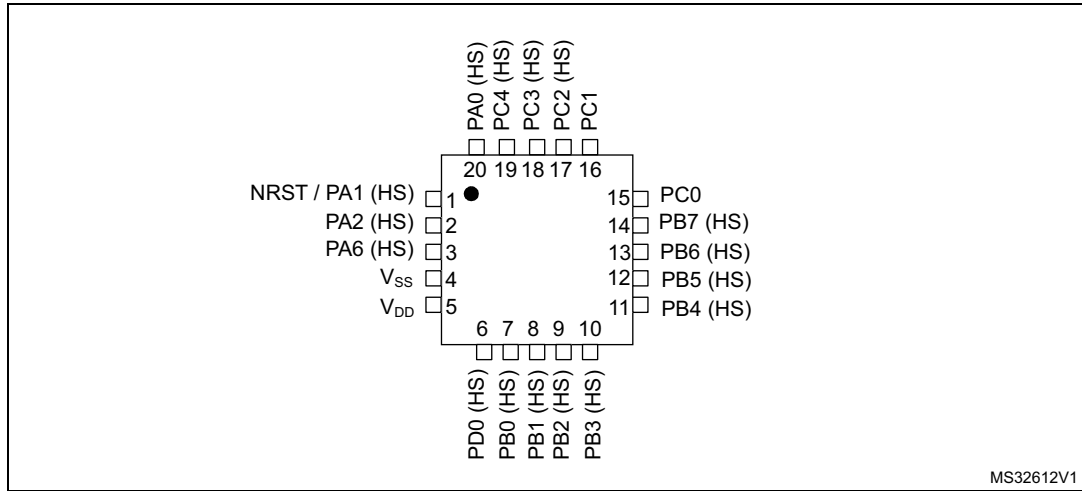 PA0 (HS)
PC4 (HS)
PC3 (HS)
PC2 (HS)
PC1
20 19 18 17 16
NRST / PA1 (HS) 1
PA2 (HS) 2
PA6 (HS) 3
VSS 4
VDD 5
15 PC0
14 PB7 (HS)
13 PB6 (HS)
12 PB5 (HS)
11 PB4 (HS)
6 7 8 9 10
PD0 (HS)
PB0 (HS)
PB1 (HS)
PB2 (HS)
PB3 (HS)
MS32612V1